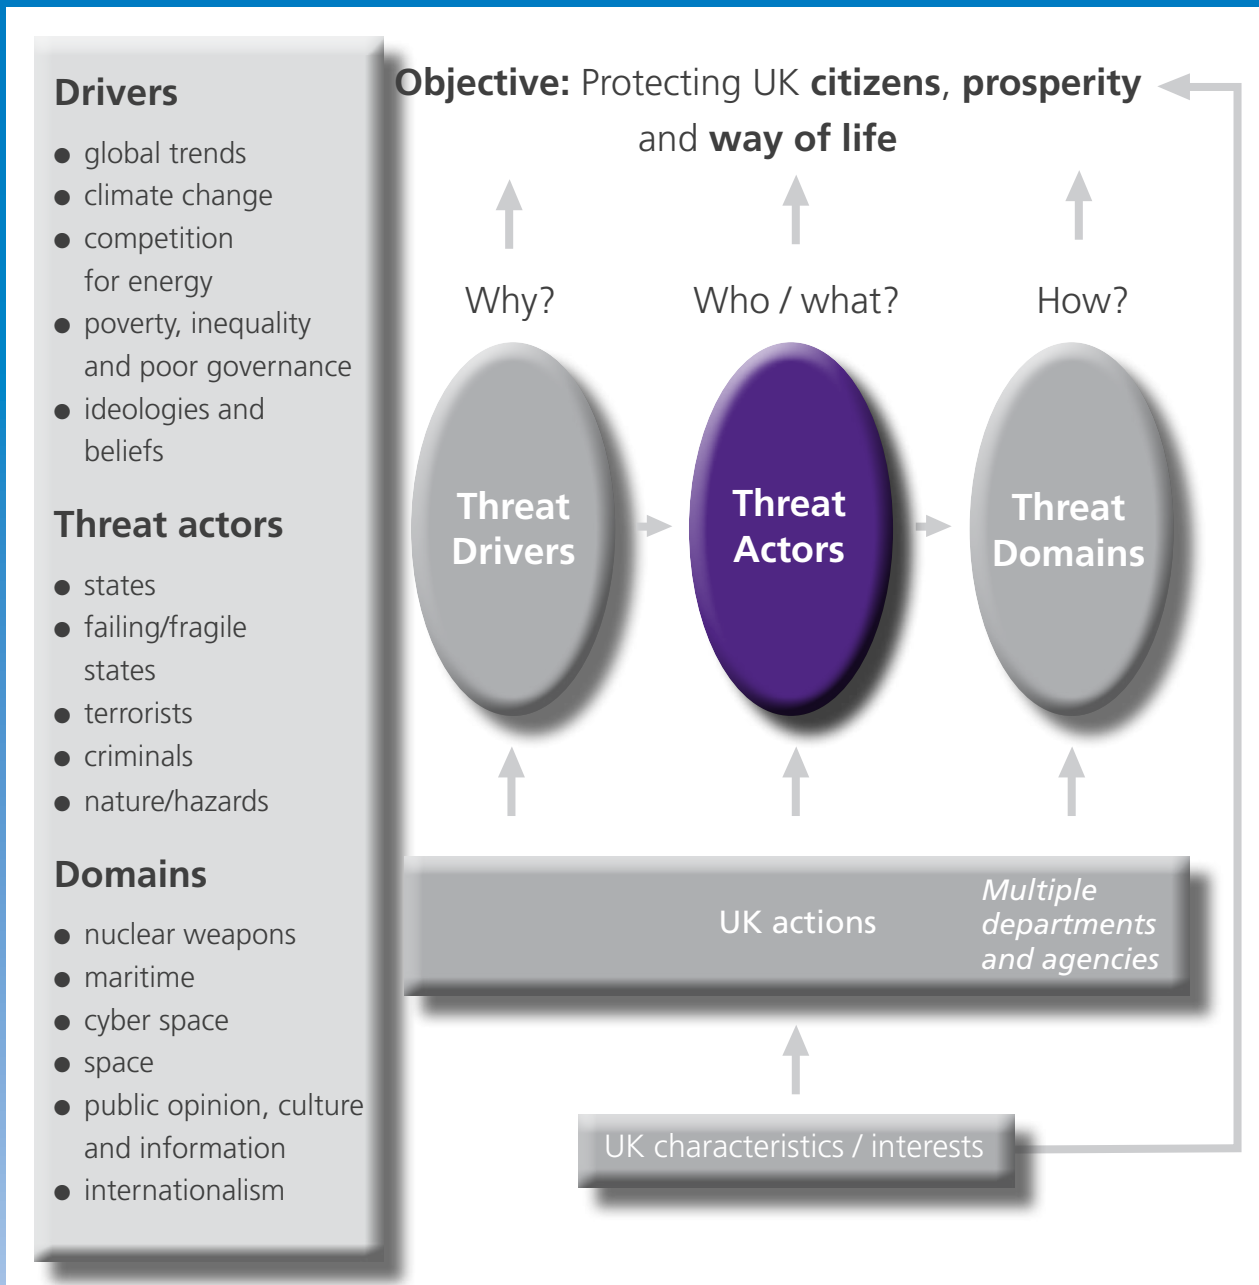 Drivers
● global trends
● climate change
● competition
for energy
● poverty, inequality
and poor governance
● ideologies and
beliefs
Threat actors
● states
● failing/fragile
states
● terrorists
● criminals
● nature/hazards
Domains
● nuclear weapons
● maritime
● cyber space
● space
● public opinion, culture
and information
● internationalism
Objective: Protecting UK citizens, prosperity
and way of life
Why?
Who / what?
How?
Threat
Drivers
Threat
Actors
Threat
Domains
UK actions
Multiple
departments
and agencies
UK characteristics / interests